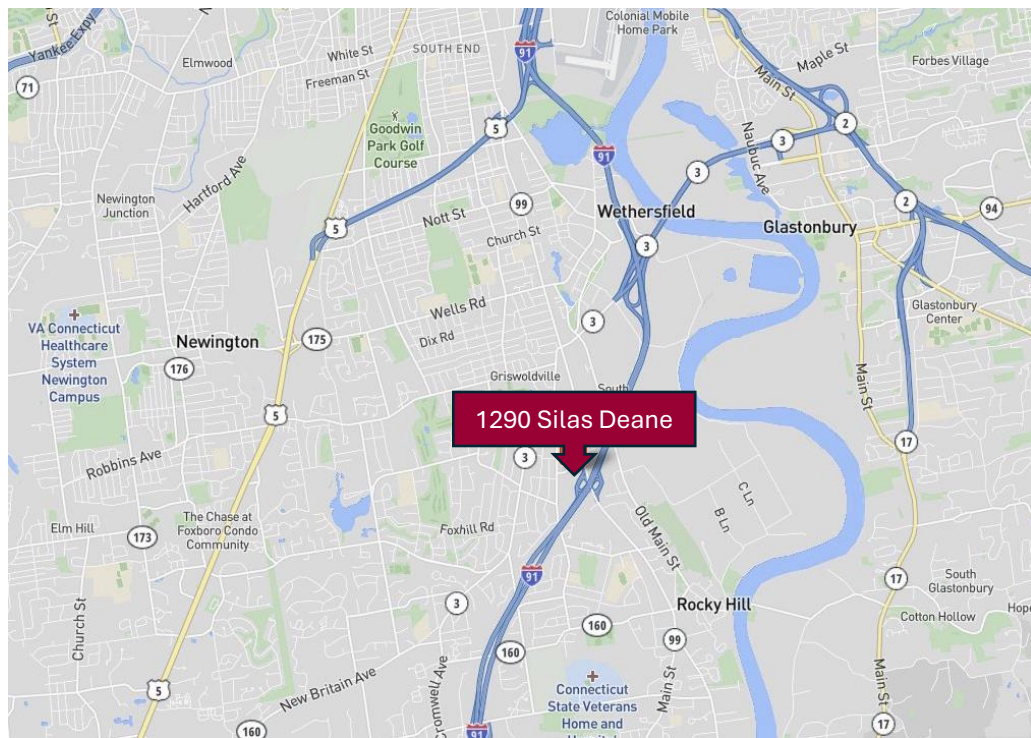 Colonial Mobile
Home Park
Maple St
Yankee Expy
White St
SOUTH END
91
Elmwood
Main St
Forbes Village
Freeman St
71
5
2
Goodwin
Park Golf
Course
3
91
Naubuc Ave
3
Hartford Ave
Newington
Junction
99
Wethersfield
2
94
Nott St
Glastonbury
5
Church St
3
Wells Rd
Glastonbury
Center
VA Connecticut
Healthcare
System
Newington
Campus
3
Newington
175
Dix Rd
176
Griswoldville
South
Main St
1290 Silas Deane
5
17
Robbins Ave
3
C Ln
B Ln
Elm Hill
173
The Chase at
Foxboro Condo
Community
Foxhill Rd
Old Main St
91
17
South
Glastonbury
3
Rocky Hill
Cotton Hollow
Church St
160
99
160
Main St
Main St
5
New Britain Ave
Cromwell Ave
Connecticut
State Veterans
Home and
17
160
91